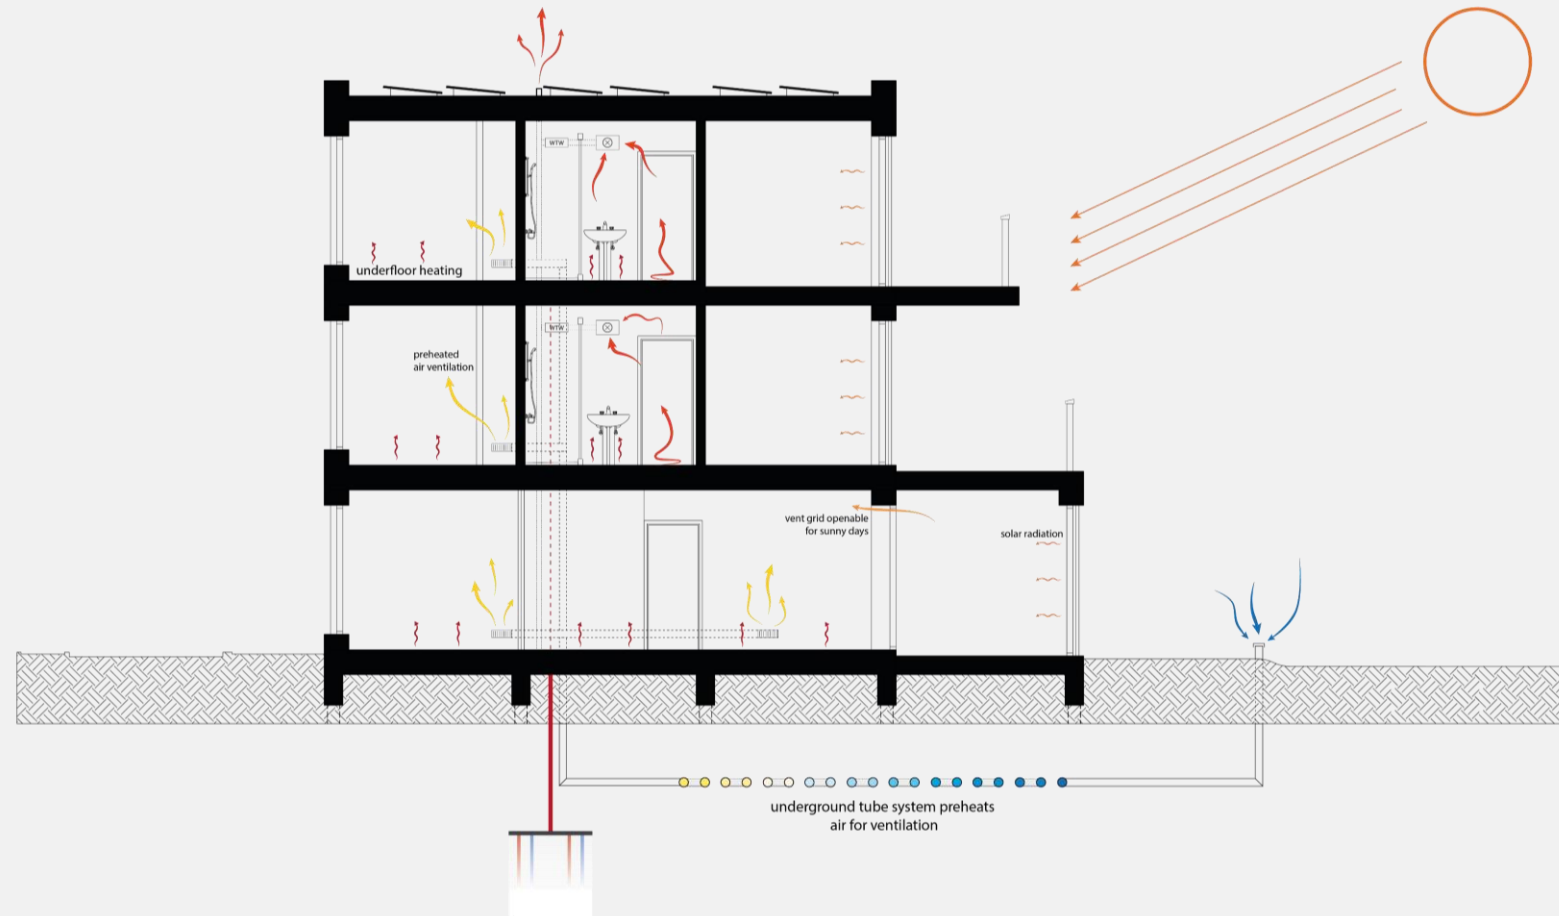 WTW
underfloor heating
WTW
preheated
air ventilation
vent grid openable
for sunny days
solar radiation
underground tube system preheats
air for ventilation